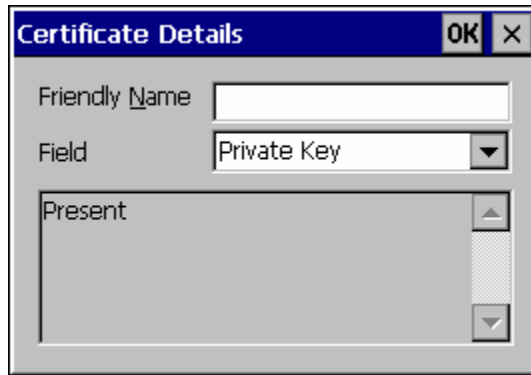 Certificate Details OK ×
Friendly Name
Field Private Key
Present